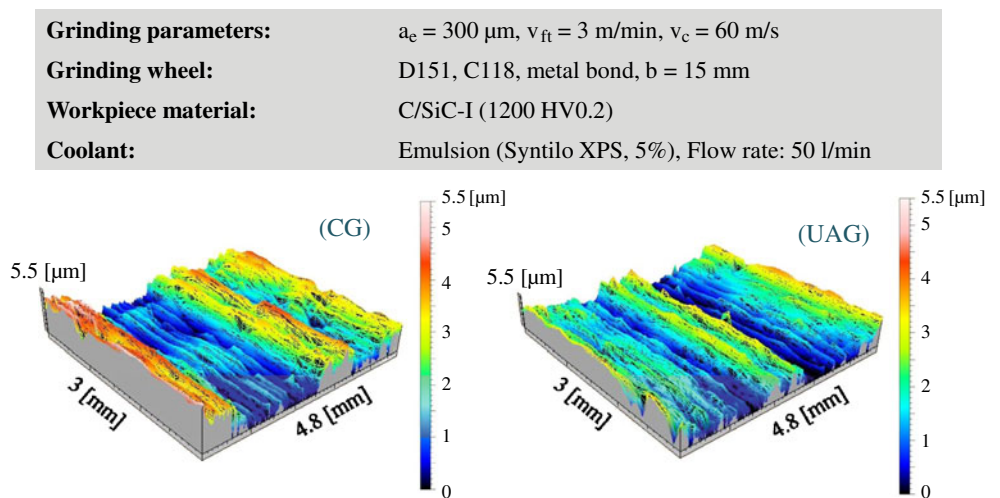 Grinding parameters: aₑ = 300 µm, v_ft = 3 m/min, v_c = 60 m/s
Grinding wheel: D151, C118, metal bond, b = 15 mm
Workpiece material: C/SiC-I (1200 HV0.2)
Coolant: Emulsion (Syntilo XPS, 5%), Flow rate: 50 l/min
(CG)
5.5 [µm]
5.5 [µm]
5
4
3
2
1
0
3 [mm]
4.8 [mm]
(UAG)
5.5 [µm]
5.5 [µm]
5
4
3
2
1
0
3 [mm]
4.8 [mm]